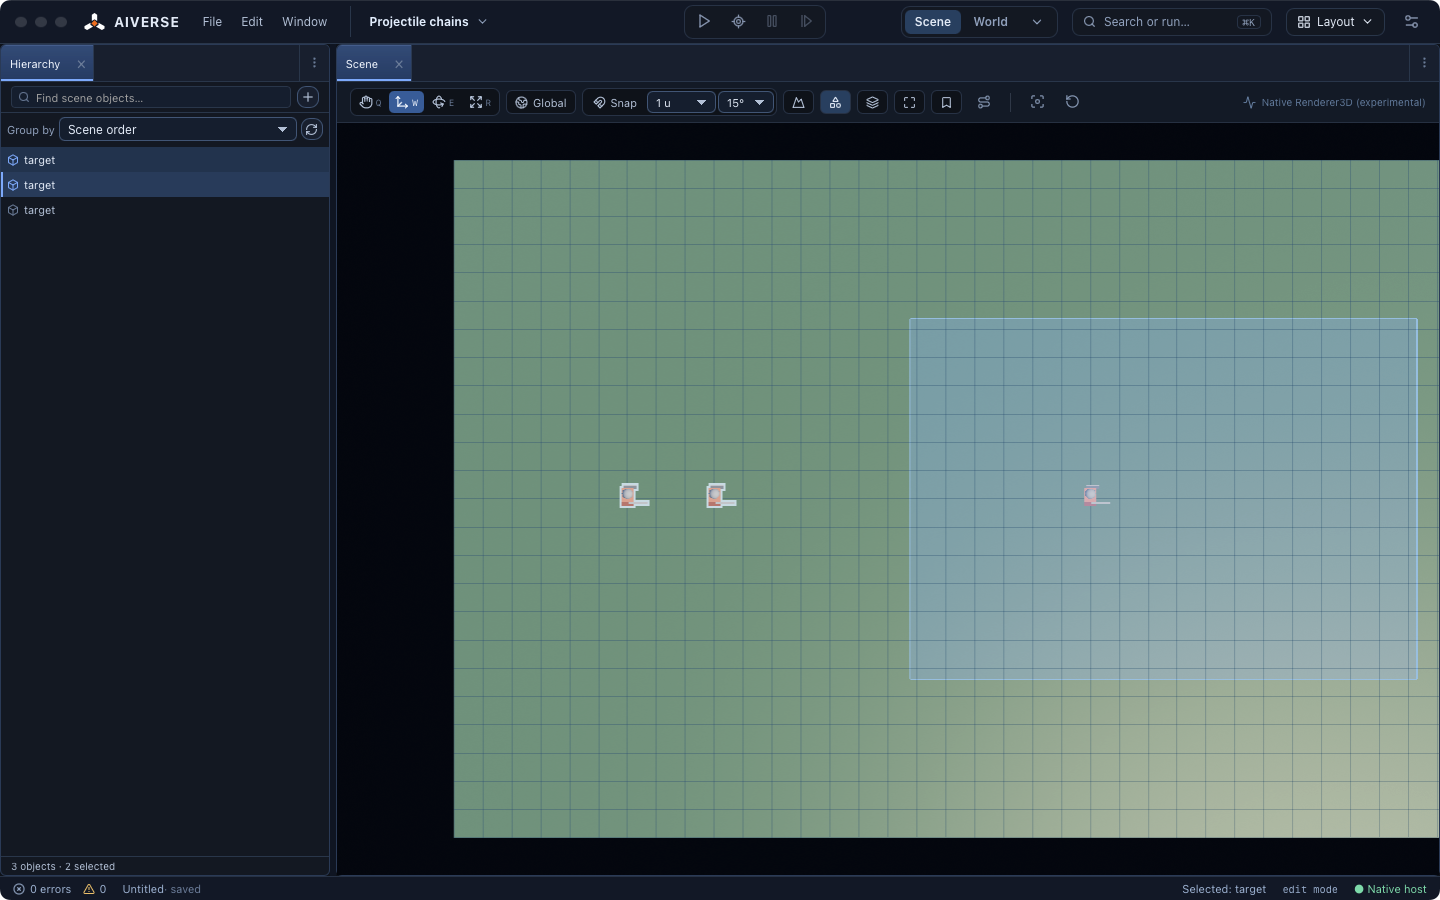 AIVERSE File Edit Window Projectile chains Scene World Search or run... ⌘K Layout
Hierarchy Scene
Find scene objects... Q W E R Global Snap 1 u 15° Native Renderer3D (experimental)
Group by Scene order
target
target
target
3 objects · 2 selected
0 errors 0 Untitled · saved Selected: target edit mode Native host